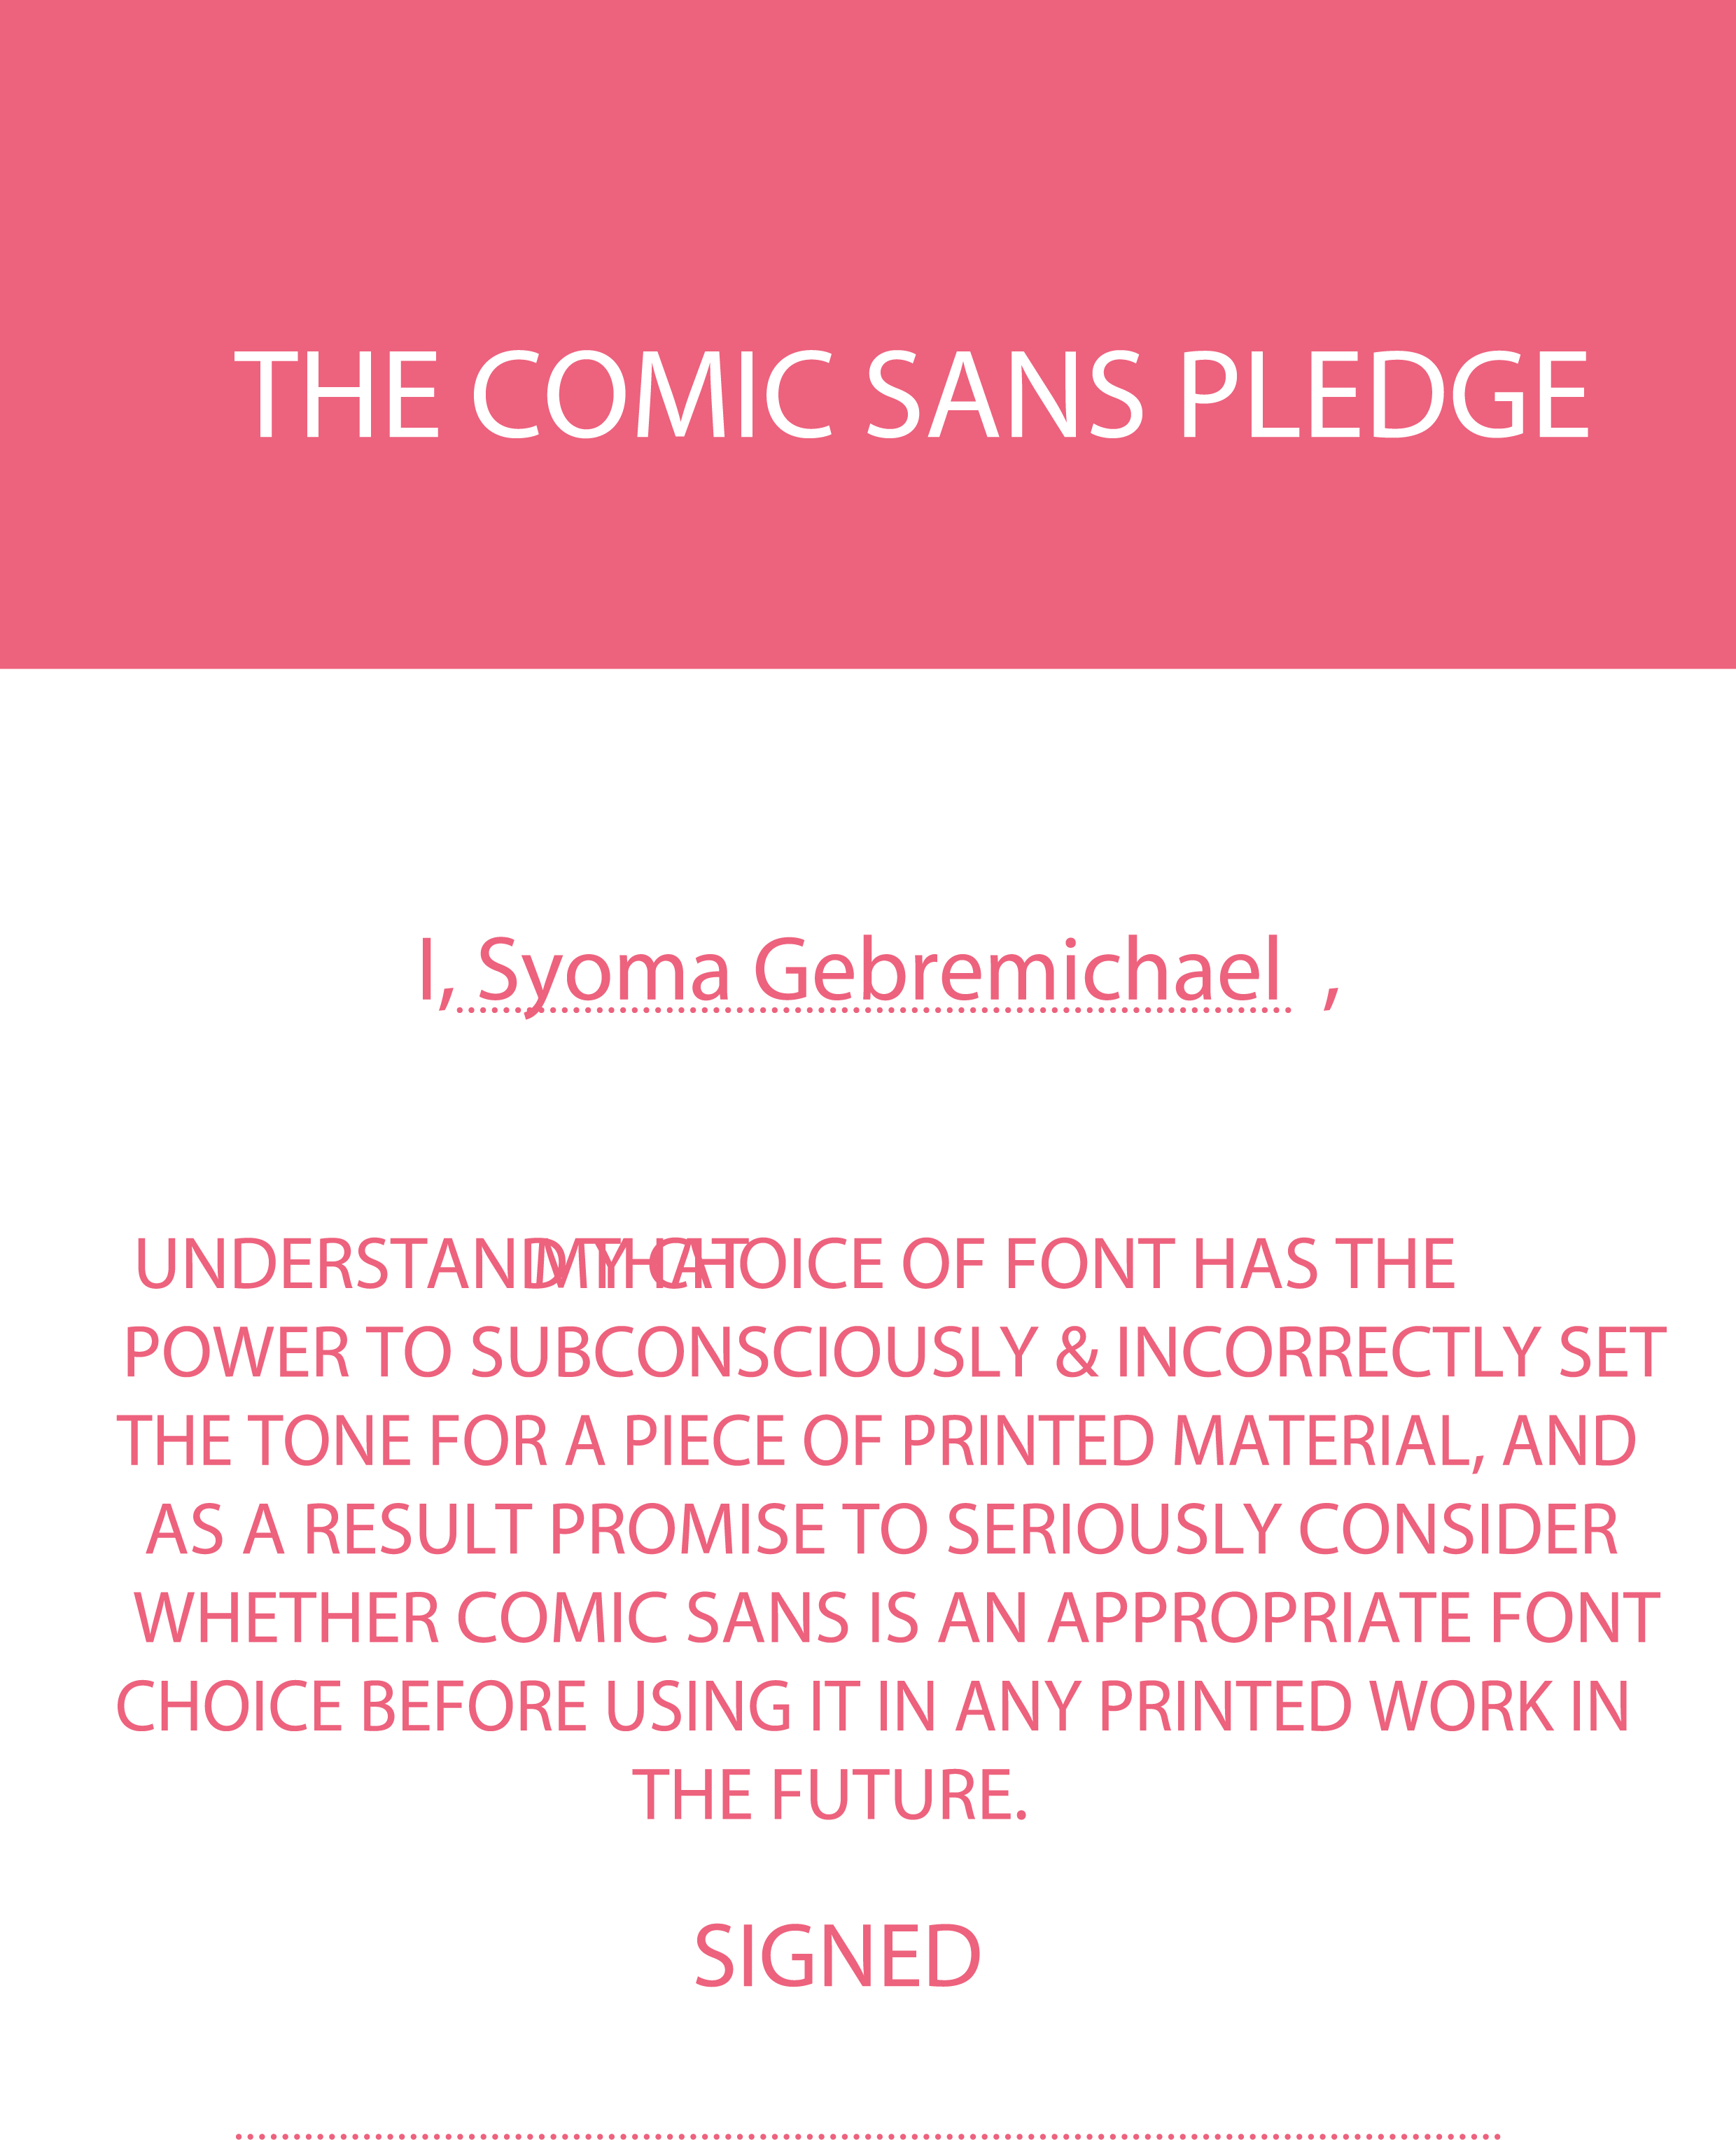 THE COMIC SANS PLEDGE
I, Syoma Gebremichael ,
UNDERSTAND THAT MY CHOICE OF FONT HAS THE
POWER TO SUBCONSCIOUSLY & INCORRECTLY SET
THE TONE FOR A PIECE OF PRINTED MATERIAL, AND
AS A RESULT PROMISE TO SERIOUSLY CONSIDER
WHETHER COMIC SANS IS AN APPROPRIATE FONT
CHOICE BEFORE USING IT IN ANY PRINTED WORK IN
THE FUTURE.
SIGNED